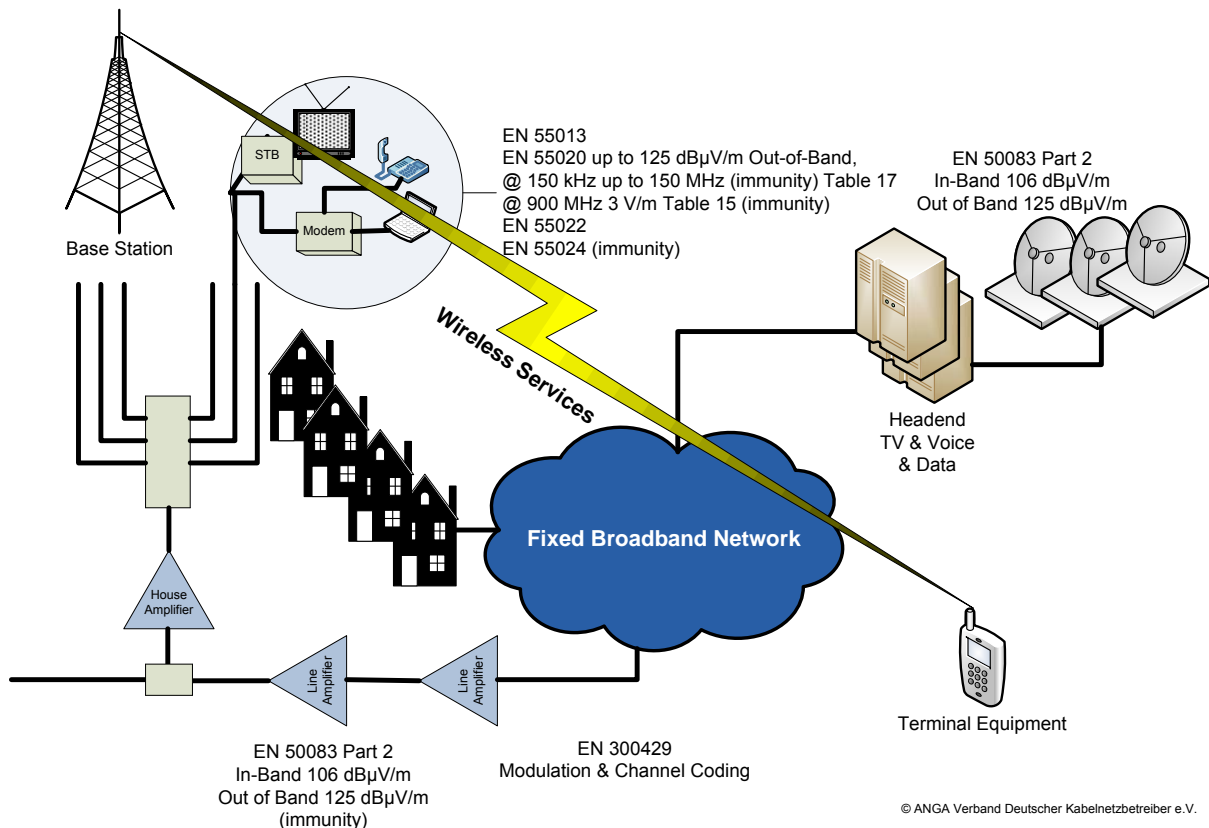 STB
Modem
Base Station
EN 55013
EN 55020 up to 125 dBµV/m Out-of-Band,
@ 150 kHz up to 150 MHz (immunity) Table 17
@ 900 MHz 3 V/m Table 15 (immunity)
EN 55022
EN 55024 (immunity)
EN 50083 Part 2
In-Band 106 dBµV/m
Out of Band 125 dBµV/m
Wireless Services
Headend
TV & Voice
& Data
Fixed Broadband Network
House
Amplifier
Line
Amplifier
Line
Amplifier
Terminal Equipment
EN 50083 Part 2
In-Band 106 dBµV/m
Out of Band 125 dBµV/m
(immunity)
EN 300429
Modulation & Channel Coding
© ANGA Verband Deutscher Kabelnetzbetreiber e.V.